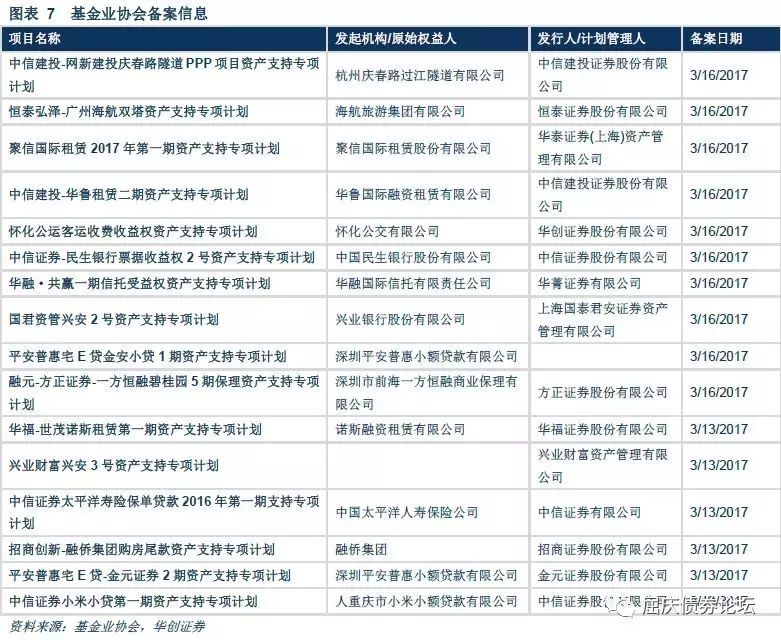 图表 7 基金业协会备案信息
项目名称 发起机构/原始权益人 发行人/计划管理人 备案日期
中信建投-网新建投庆春路隧道 PPP 项目资产支持专项
计划 杭州庆春路过江隧道有限公司 中信建投证券股份有限
公司 3/16/2017
恒泰弘泽-广州海航双塔资产支持专项计划 海航旅游集团有限公司 恒泰证券股份有限公司 3/16/2017
聚信国际租赁 2017 年第一期资产支持专项计划 聚信国际租赁股份有限公司 华泰证券(上海)资产管
理有限公司 3/16/2017
中信建投-华鲁租赁二期资产支持专项计划 华鲁国际融资租赁有限公司 中信建投证券股份有限
公司 3/16/2017
怀化公运客运收费收益权资产支持专项计划 怀化公交有限公司 华创证券股份有限公司 3/16/2017
中信证券-民生银行票据收益权 2 号资产支持专项计划 中国民生银行股份有限公司 中信证券股份有限公司 3/16/2017
华融·共赢一期信托受益权资产支持专项计划 华融国际信托有限责任公司 华菁证券有限公司 3/16/2017
国君资管兴安 2 号资产支持专项计划 兴业银行股份有限公司 上海国泰君安证券资产
管理有限公司 3/16/2017
平安普惠宅 E 贷金安小贷 1 期资产支持专项计划 深圳平安普惠小额贷款有限公司 3/16/2017
融元-方正证券-一方恒融碧桂园 5 期保理资产支持专项
计划 深圳市前海一方恒融商业保理有
限公司 方正证券股份有限公司 3/16/2017
华福-世茂诺斯租赁第一期资产支持专项计划 诺斯融资租赁有限公司 华福证券有限公司 3/13/2017
兴业财富兴安 3 号资产支持专项计划 兴业财富资产管理有限
公司 3/13/2017
中信证券太平洋寿险保单贷款 2016 年第一期支持专项
计划 中国太平洋人寿保险公司 中信证券有限公司 3/13/2017
招商创新-融侨集团购房尾款资产支持专项计划 融侨集团 招商证券股份有限公司 3/13/2017
平安普惠宅 E 贷-金元证券 2 期资产支持专项计划 深圳平安普惠小额贷款有限公司 金元证券股份有限公司 3/13/2017
中信证券小米小贷第一期资产支持专项计划 人重庆市小米小额贷款有限公司 中信证券股
资料来源：基金业协会，华创证券
屈庆债券论坛